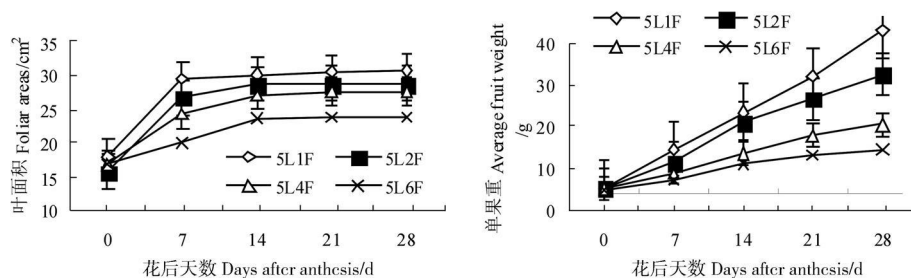 叶面积 Foliar areas/cm²
35
30
25
20
15
10
5L1F 5L2F
5L4F 5L6F
0 7 14 21 28
花后天数 Days after anthesis/d
单果重 Average fruit weight
/g
5L1F 5L2F
5L4F 5L6F
40
30
20
10
0
0 7 14 21 28
花后天数 Days after anthesis/d